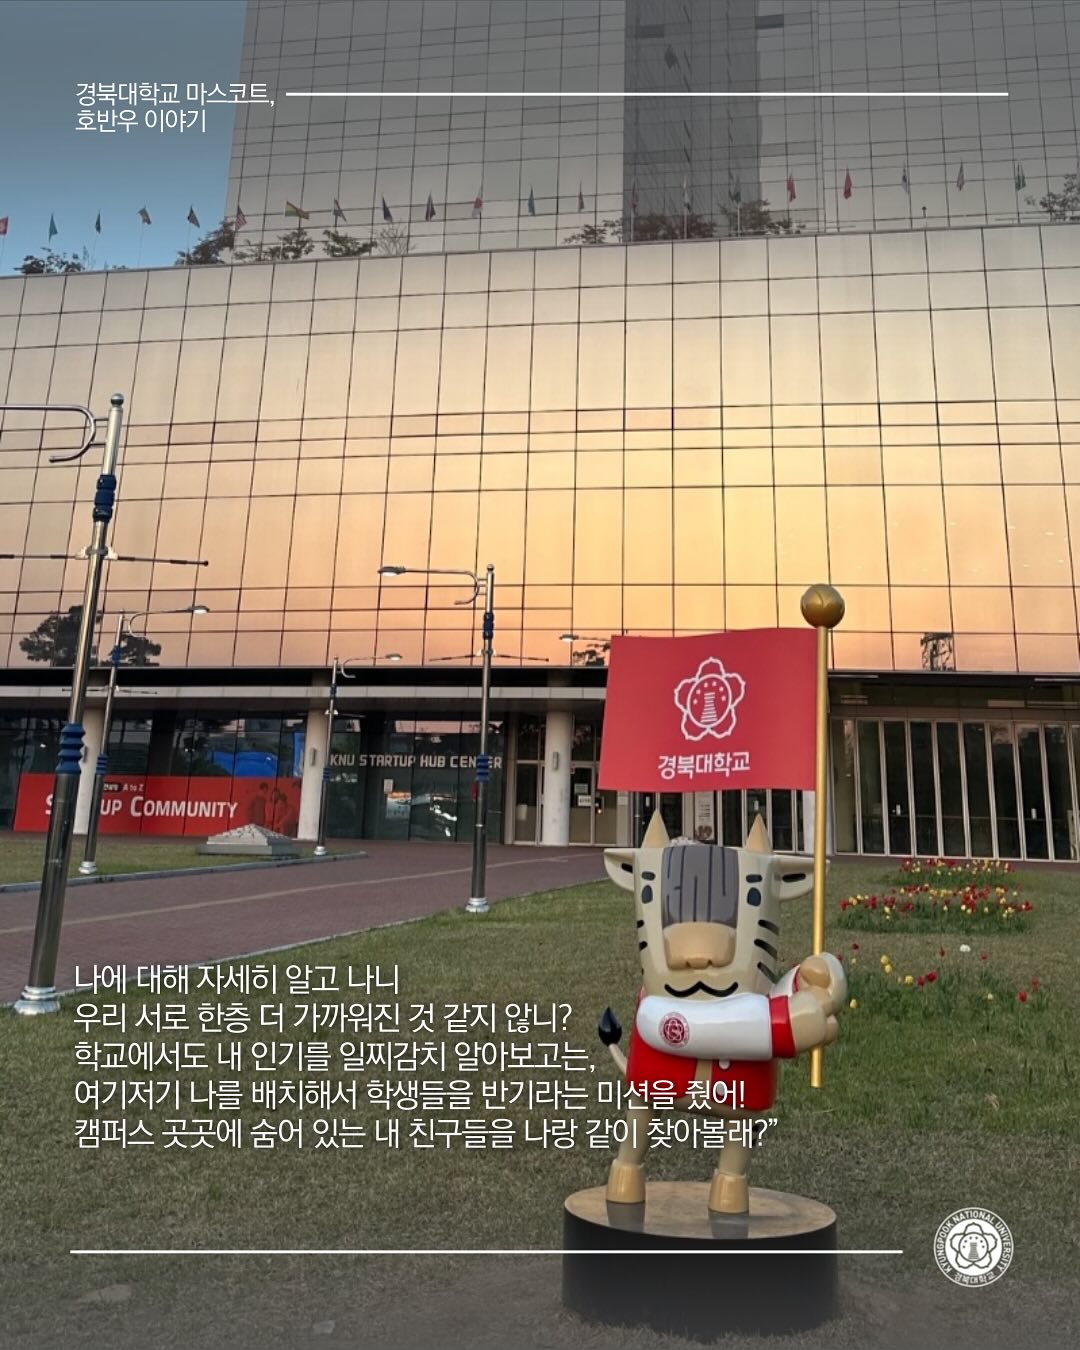 경북대학교 마스코트,
호반우 이야기
KNU STARTUP HUB CENTER
A to Z
UP COMMUNITY
경북대학교
KNU
나에 대해 자세히 알고 나니
우리 서로 한층 더 가까워진 것 같지 않니?
학교에서도 내 인기를 일찌감치 알아보고는,
여기저기 나를 배치해서 학생들을 반기라는 미션을 줬어!
캠퍼스 곳곳에 숨어 있는 내 친구들을 나랑 같이 찾아볼래?”
KYUNGPOOK NATIONAL UNIVERSITY
경북대학교